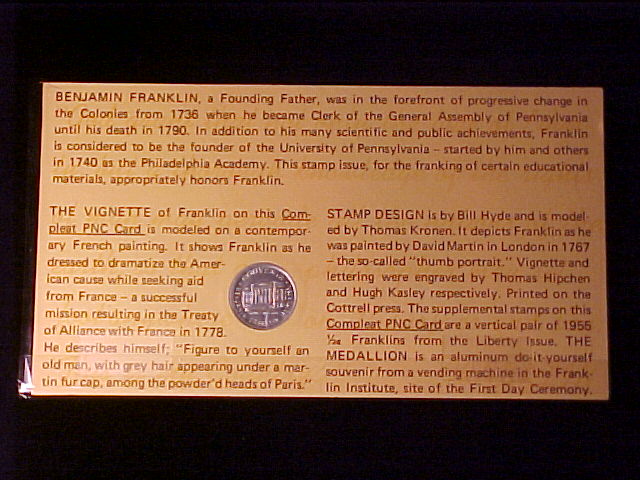 BENJAMIN FRANKLIN, a Founding Father, was in the forefront of progressive change in
the Colonies from 1736 when he became Clerk of the General Assembly of Pennsylvania
until his death in 1790. In addition to his many scientific and public achievements, Franklin
is considered to be the founder of the University of Pennsylvania – started by him and others
in 1740 as the Philadelphia Academy. This stamp issue, for the franking of certain educational
materials, appropriately honors Franklin.
THE VIGNETTE of Franklin on this Com-
pleat PNC Card is modeled on a contempor-
ary French painting. It shows Franklin as he
dressed to dramatize the Amer-
ican cause while seeking aid
from France – a successful
mission resulting in the Treaty
of Alliance with France in 1778.
He describes himself; "Figure to yourself an
old man, with grey hair appearing under a mar-
tin fur cap, among the powder'd heads of Paris."
STAMP DESIGN is by Bill Hyde and is model-
ed by Thomas Kronen. It depicts Franklin as he
was painted by David Martin in London in 1767
– the so-called "thumb portrait." Vignette and
lettering were engraved by Thomas Hipchen
and Hugh Kasley respectively. Printed on the
Cottrell press. The supplemental stamps on this
Compleat PNC Card are a vertical pair of 1955
½¢ Franklins from the Liberty Issue. THE
MEDALLION is an aluminum do-it-yourself
souvenir from a vending machine in the Frank-
lin Institute, site of the First Day Ceremony.